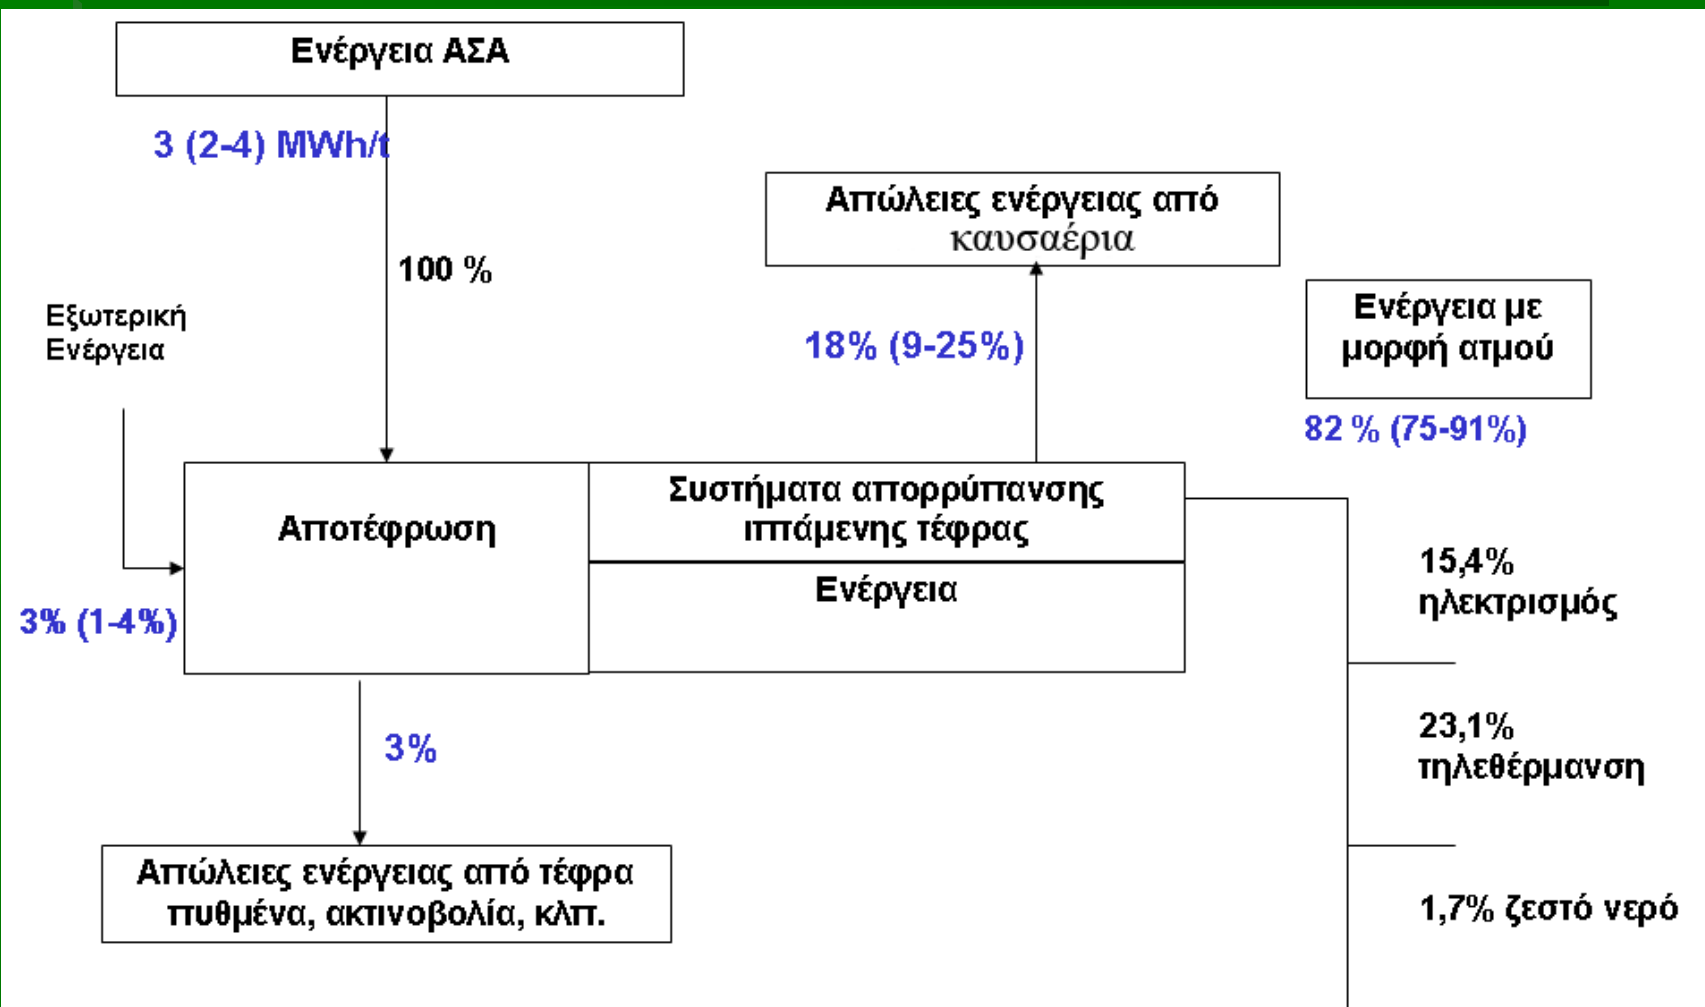 Ενέργεια ΑΣΑ
3 (2-4) MWh/t
100 %
Απώλειες ενέργειας από
καυσαέρια
Εξωτερική
Ενέργεια
18% (9-25%)
Ενέργεια με
μορφή ατμού
82 % (75-91%)
Αποτέφρωση
Συστήματα απορρύπανσης
ιπτάμενης τέφρας
Ενέργεια
3% (1-4%)
15,4%
ηλεκτρισμός
3%
23,1%
τηλεθέρμανση
Απώλειες ενέργειας από τέφρα
πυθμένα, ακτινοβολία, κλπ.
1,7% ζεστό νερό